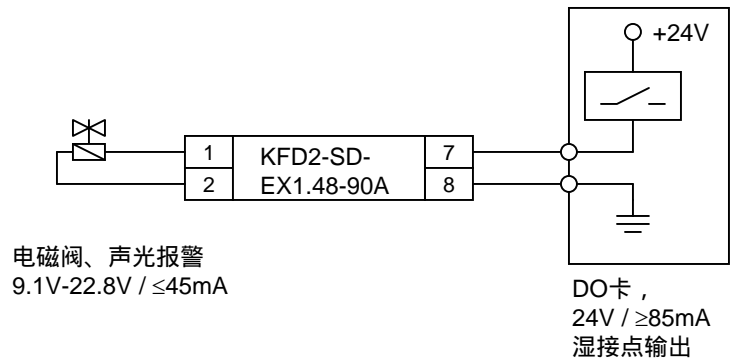 +24V
1
KFD2-SD-
7
2
EX1.48-90A
8
电磁阀、声光报警
9.1V-22.8V / ≤45mA
DO卡，
24V / ≥85mA
湿接点输出